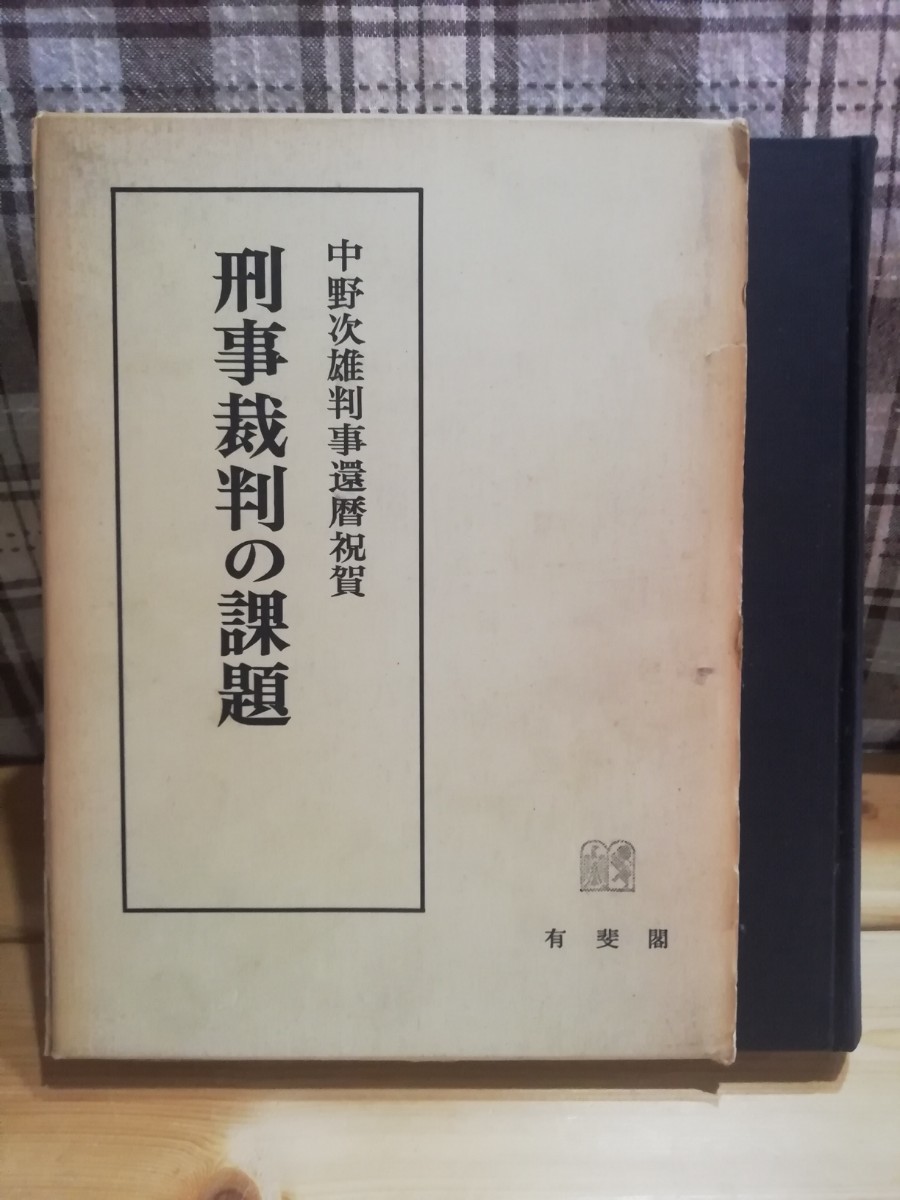 中野次雄判事還暦祝賀
刑事裁判の課題
有斐閣